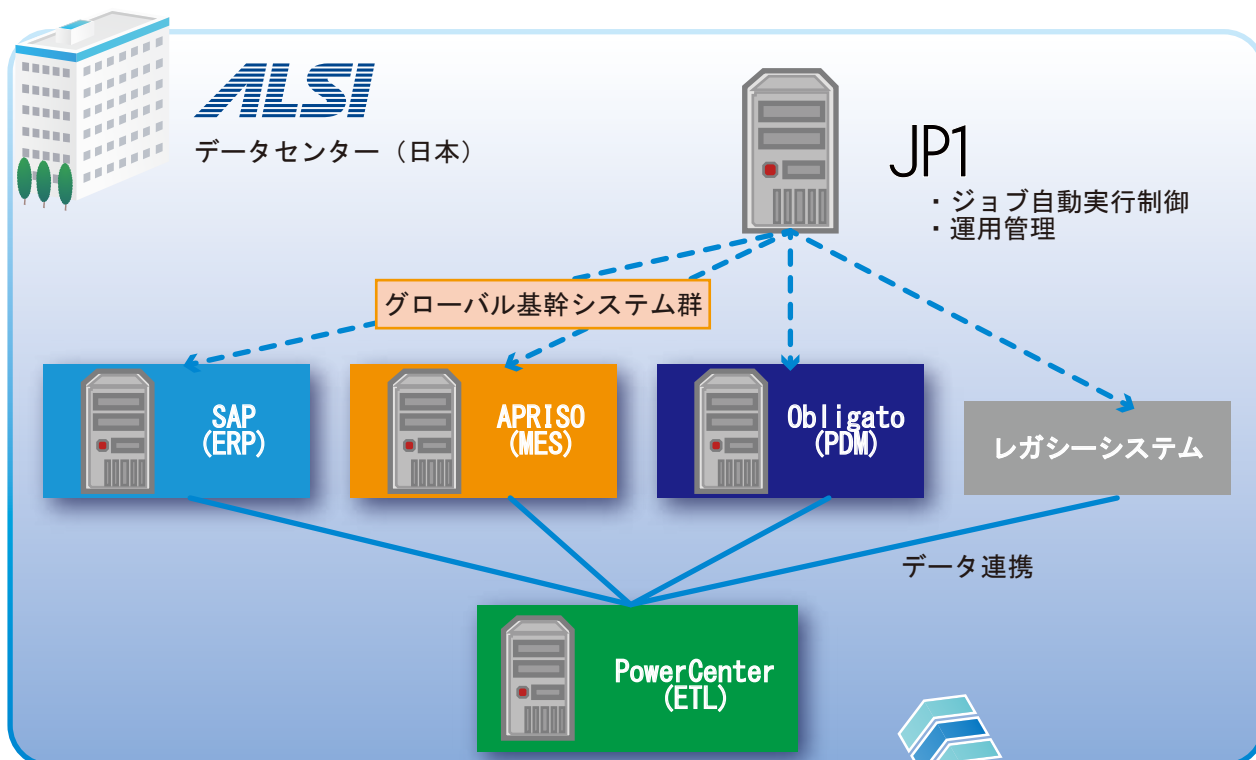 ALSI
データセンター（日本）
JP1
・ジョブ自動実行制御
・運用管理
グローバル基幹システム群
SAP
(ERP)
APRISO
(MES)
Obligato
(PDM)
レガシーシステム
データ連携
PowerCenter
(ETL)